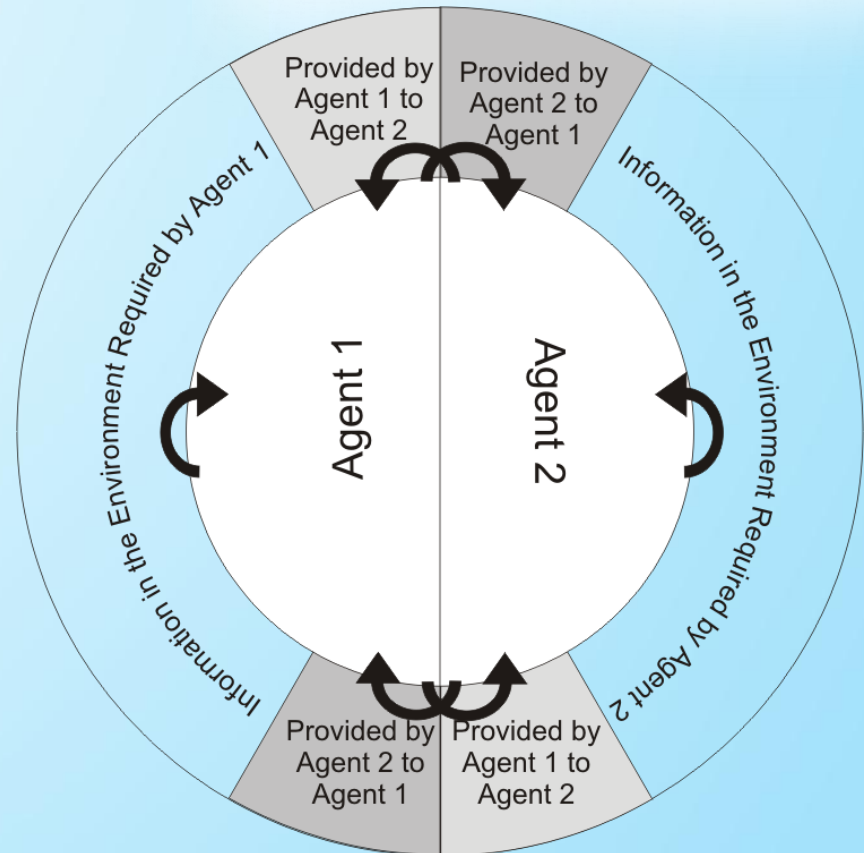 Provided by
Agent 1 to
Agent 2
Provided by
Agent 2 to
Agent 1
Information in the Environment Required by Agent 1
Information in the Environment Required by Agent 2
Agent 1
Agent 2
Provided by
Agent 2 to
Agent 1
Provided by
Agent 1 to
Agent 2